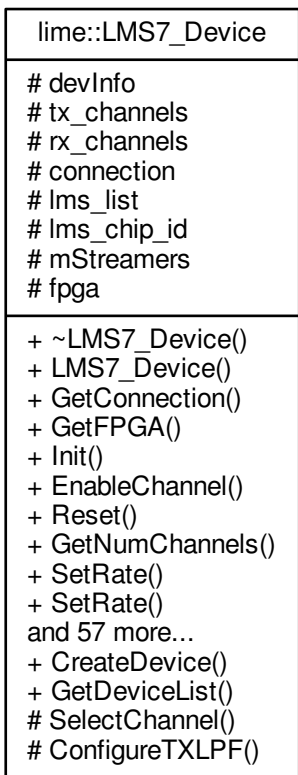 lime::LMS7_Device
# devInfo
# tx_channels
# rx_channels
# connection
# lms_list
# lms_chip_id
# mStreamers
# fpga
+ ~LMS7_Device()
+ LMS7_Device()
+ GetConnection()
+ GetFPGA()
+ Init()
+ EnableChannel()
+ Reset()
+ GetNumChannels()
+ SetRate()
+ SetRate()
and 57 more...
+ CreateDevice()
+ GetDeviceList()
# SelectChannel()
# ConfigureTXLPF()